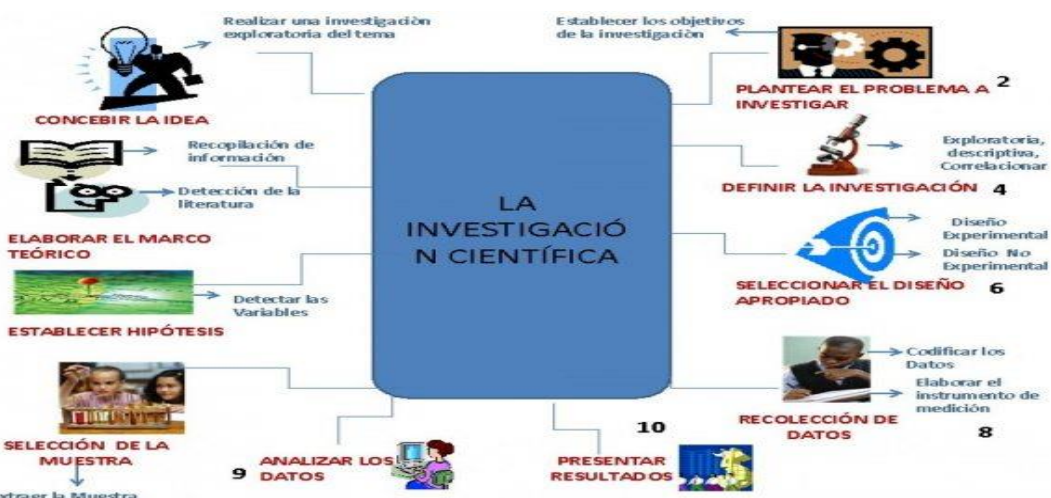 Realizar una investigaciòn
exploratoria del tema
CONCEBIR LA IDEA
Establecer los objetivos
de la investigaciòn
PLANTEAR EL PROBLEMA A
INVESTIGAR
2
Recopilación de
información
Detección de la
literatura
ELABORAR EL MARCO
TEÓRICO
Exploratoria,
descriptiva,
Correlacionar
DEFINIR LA INVESTIGACIÓN 4
LA
INVESTIGACIÓ
N CIENTÍFICA
Diseño
Experimental
Diseño No
Experimental
SELECCIONAR EL DISEÑO
APROPIADO
6
Detectar las
Variables
ESTABLECER HIPÓTESIS
Codificar los
Datos
Elaborar el
instrumento de
medición
RECOLECCIÓN DE
DATOS
8
SELECCIÓN DE LA
MUESTRA
la Muestra
9
ANALIZAR LOS
DATOS
10
PRESENTAR
RESULTADOS